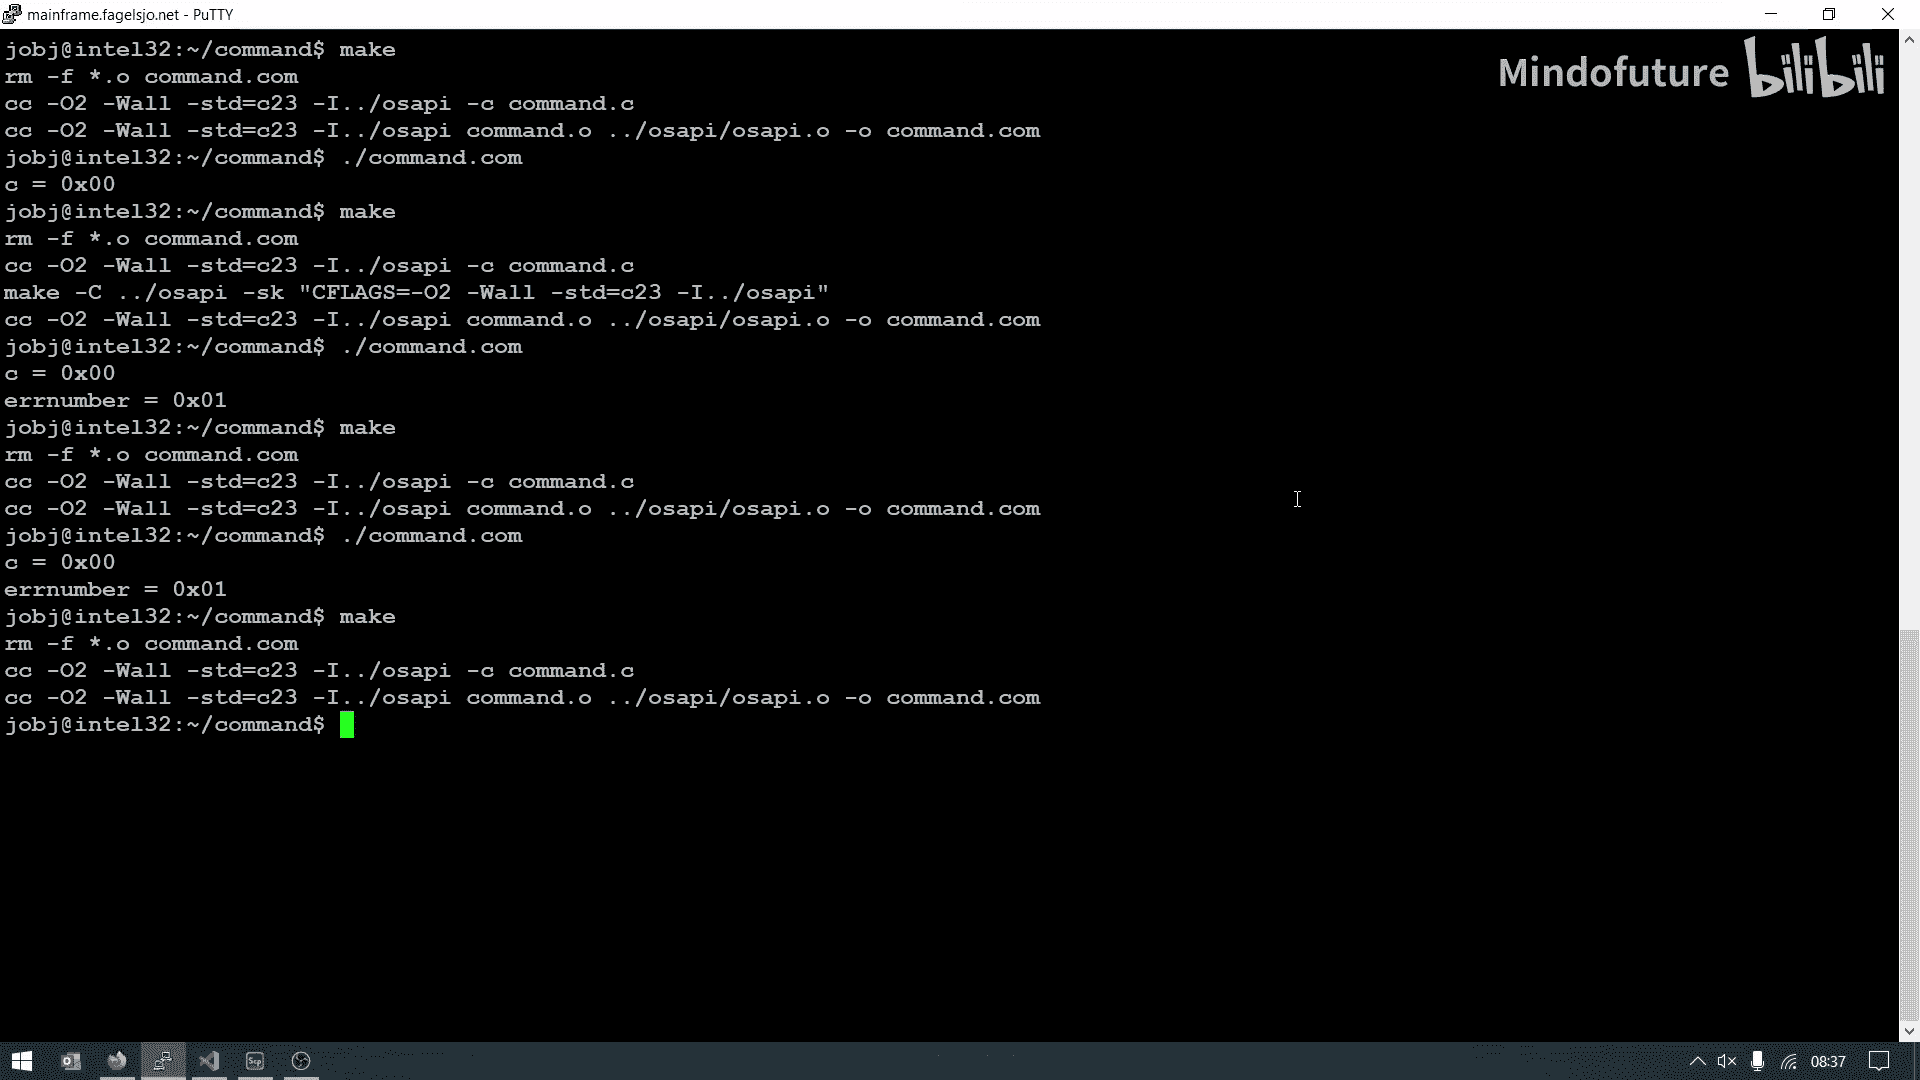 mainframe.fagelsjo.net - PuTTY
jobj@intel32:~/command$ make
rm -f *.o command.com
cc -O2 -Wall -std=c23 -I../osapi -c command.c
cc -O2 -Wall -std=c23 -I../osapi command.o ../osapi/osapi.o -o command.com
jobj@intel32:~/command$ ./command.com
c = 0x00
jobj@intel32:~/command$ make
rm -f *.o command.com
cc -O2 -Wall -std=c23 -I../osapi -c command.c
make -C ../osapi -sk "CFLAGS=-O2 -Wall -std=c23 -I../osapi"
cc -O2 -Wall -std=c23 -I../osapi command.o ../osapi/osapi.o -o command.com
jobj@intel32:~/command$ ./command.com
c = 0x00
errnumber = 0x01
jobj@intel32:~/command$ make
rm -f *.o command.com
cc -O2 -Wall -std=c23 -I../osapi -c command.c
cc -O2 -Wall -std=c23 -I../osapi command.o ../osapi/osapi.o -o command.com
jobj@intel32:~/command$ ./command.com
c = 0x00
errnumber = 0x01
jobj@intel32:~/command$ make
rm -f *.o command.com
cc -O2 -Wall -std=c23 -I../osapi -c command.c
cc -O2 -Wall -std=c23 -I../osapi command.o ../osapi/osapi.o -o command.com
jobj@intel32:~/command$
Mindofuture bilibili
08:37